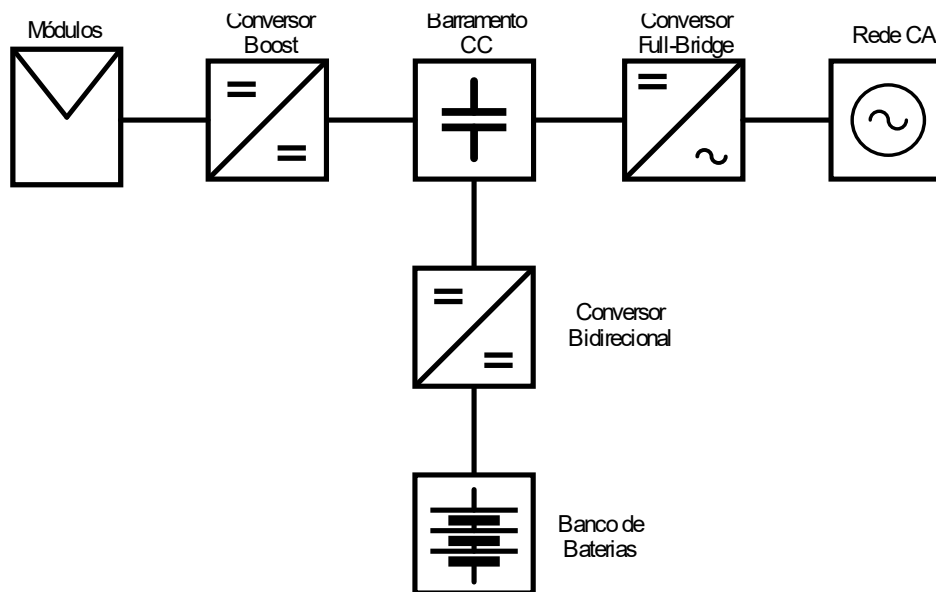 Módulos
Conversor
Boost
Barramento
CC
Conversor
Full-Bridge
Rede CA
Conversor
Bidirecional
Banco de
Baterias